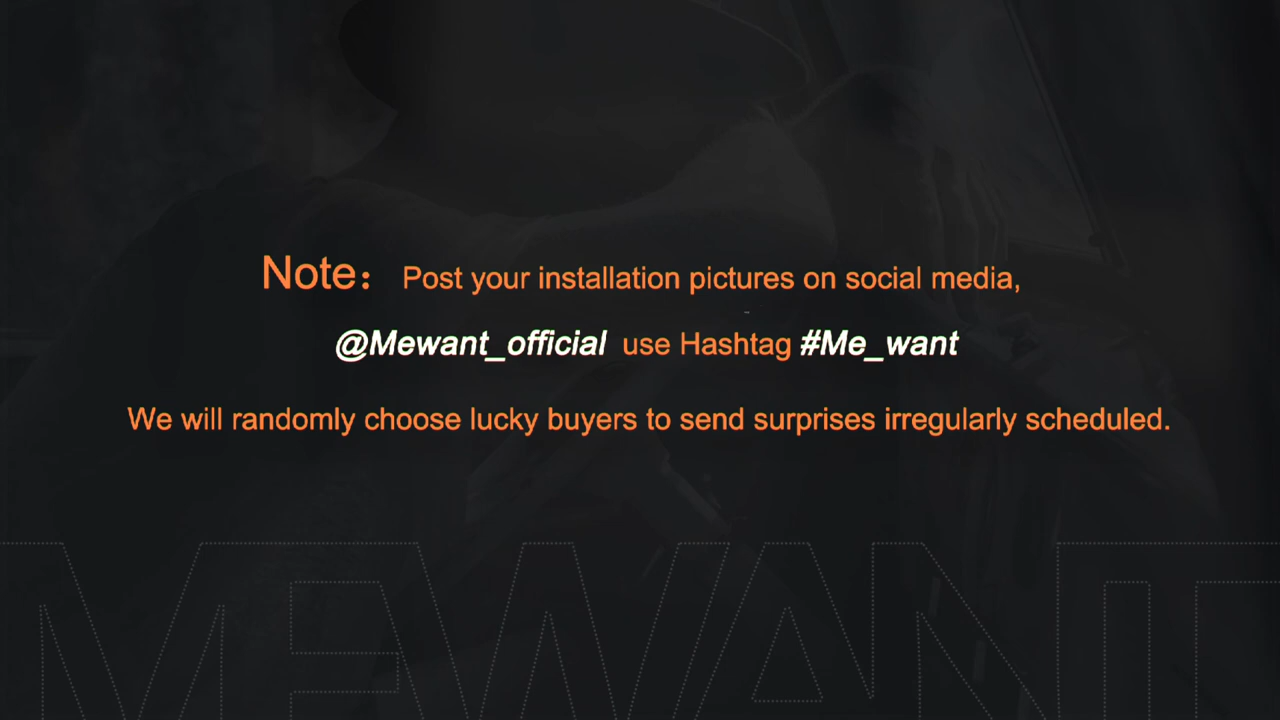 Note： Post your installation pictures on social media,
@Mewant_official use Hashtag #Me_want
We will randomly choose lucky buyers to send surprises irregularly scheduled.
MEWANT